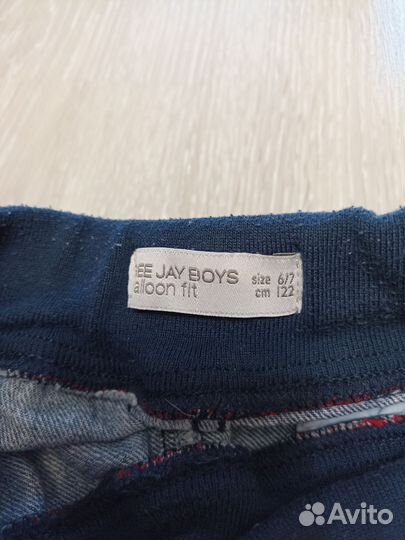 EE JAY BOYS
alloon fit
size 6/7
cm 122
Avito